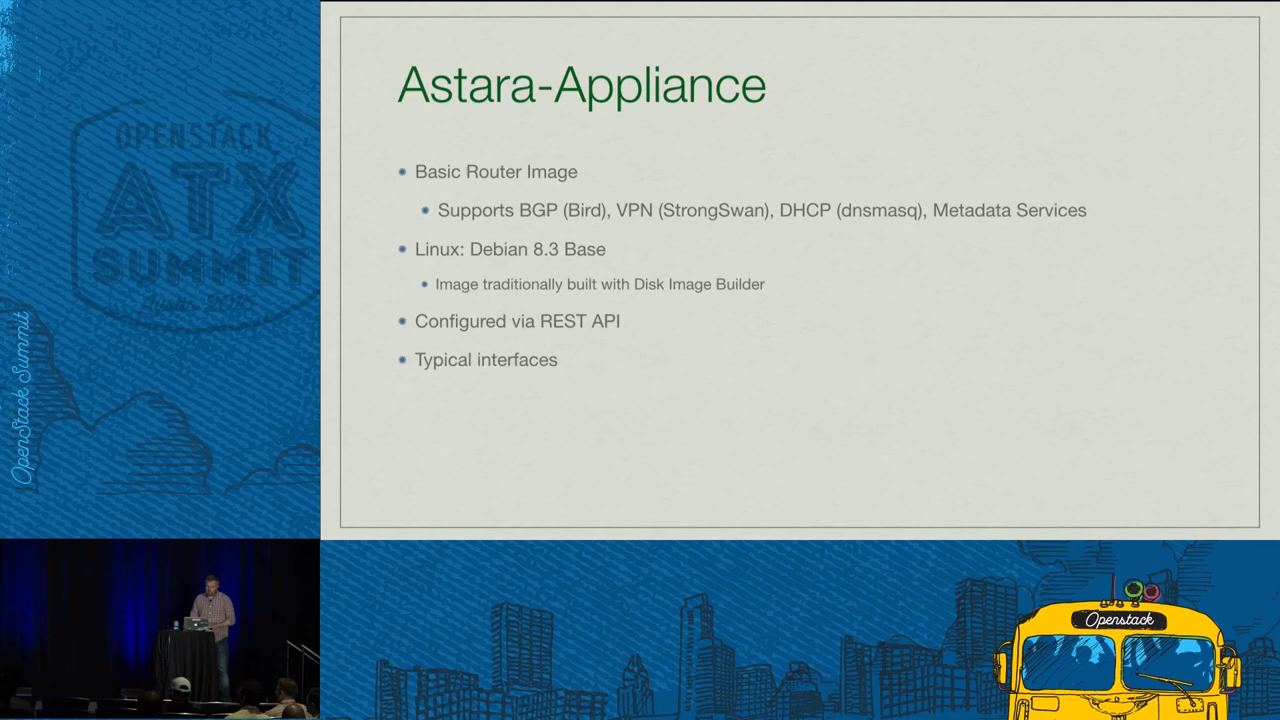 OPENSTACK
ATX
SUMMIT
Austin 2016
OpenStack Summit
Astara-Appliance
Basic Router Image
Supports BGP (Bird), VPN (StrongSwan), DHCP (dnsmasq), Metadata Services
Linux: Debian 8.3 Base
Image traditionally built with Disk Image Builder
Configured via REST API
Typical interfaces
Openstack